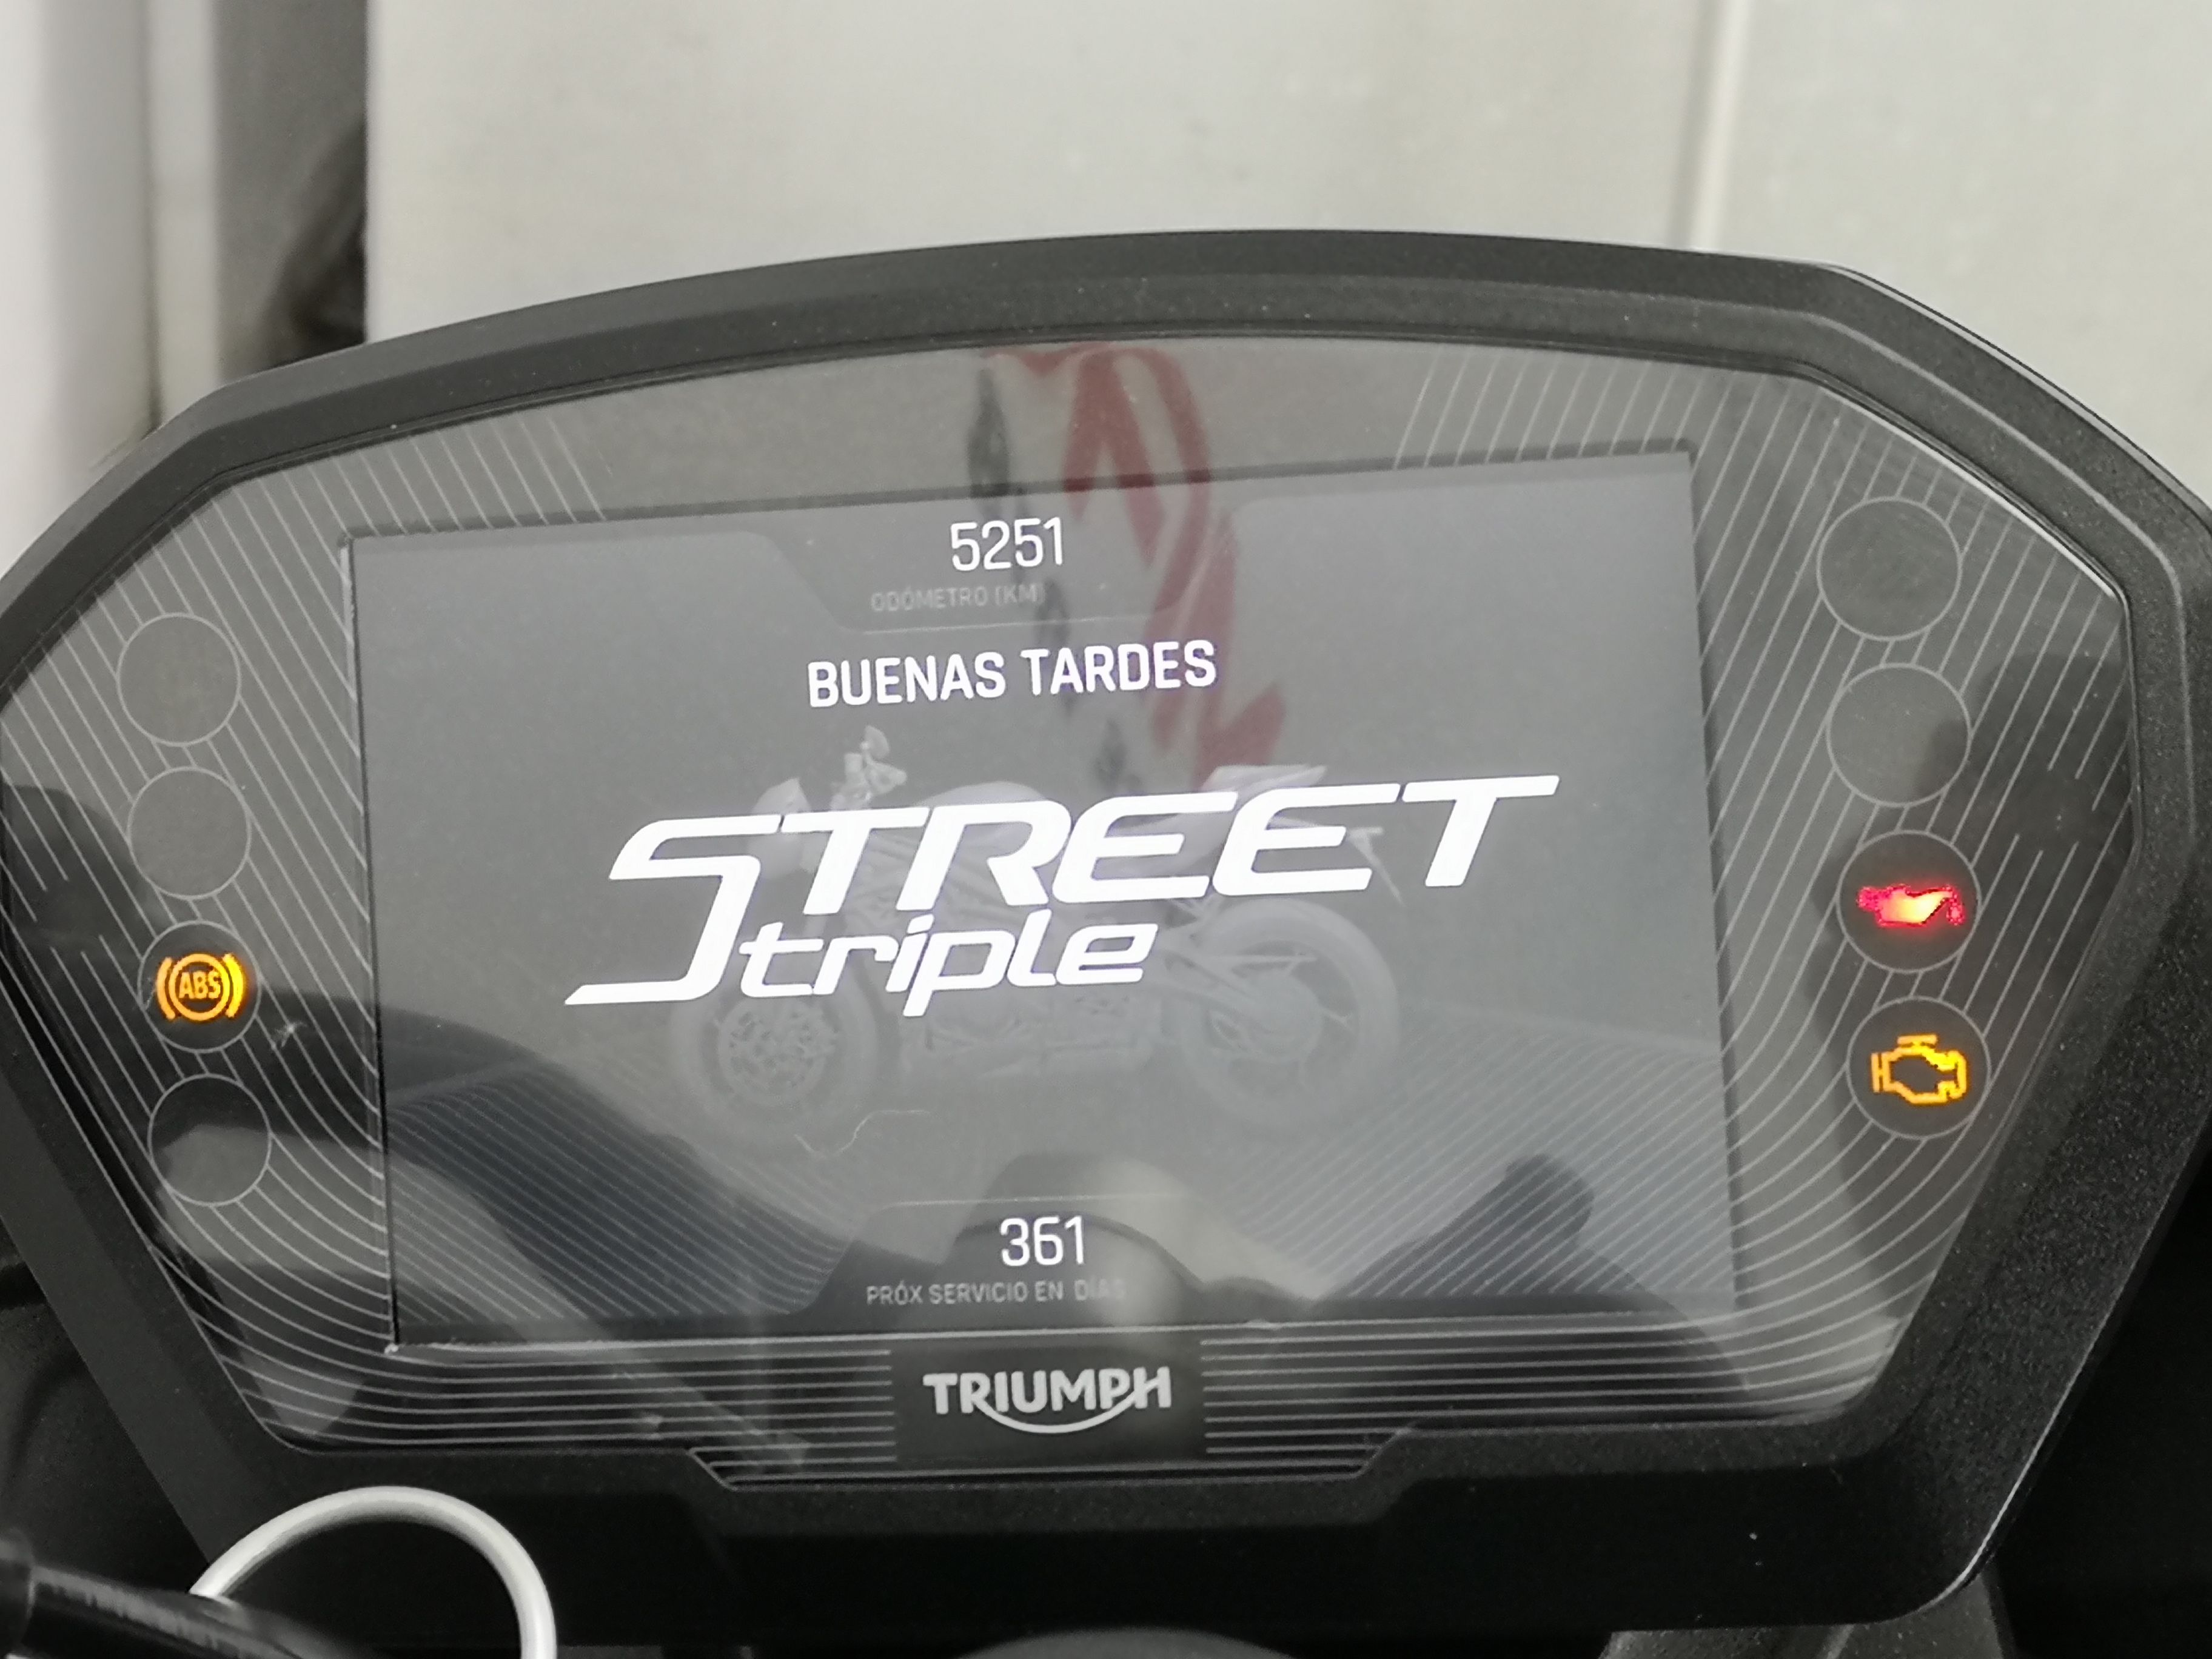 5251
ODÓMETRO (KM)
BUENAS TARDES
STREET
triple
ABS
361
PRÓX SERVICIO EN DÍAS
TRIUMPH